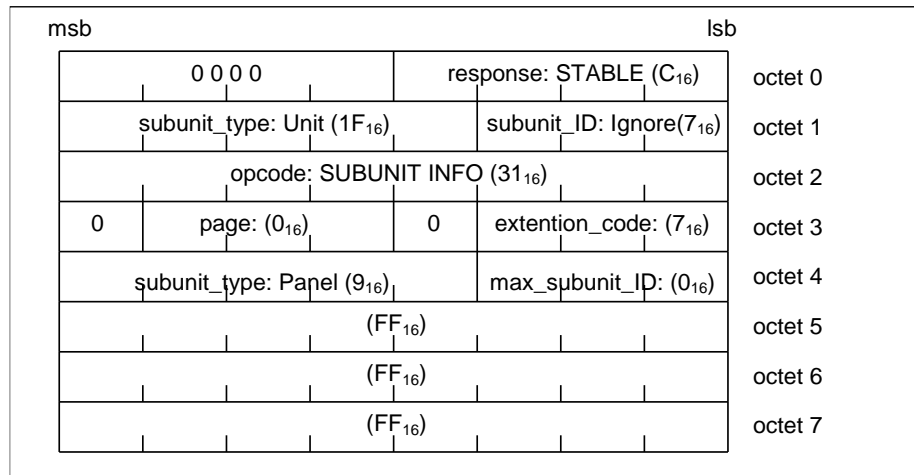 msb lsb
0 0 0 0 response: STABLE (C₁₆) octet 0
subunit_type: Unit (1F₁₆) subunit_ID: Ignore(7₁₆) octet 1
opcode: SUBUNIT INFO (31₁₆) octet 2
0 page: (0₁₆) 0 extention_code: (7₁₆) octet 3
subunit_type: Panel (9₁₆) max_subunit_ID: (0₁₆) octet 4
(FF₁₆) octet 5
(FF₁₆) octet 6
(FF₁₆) octet 7